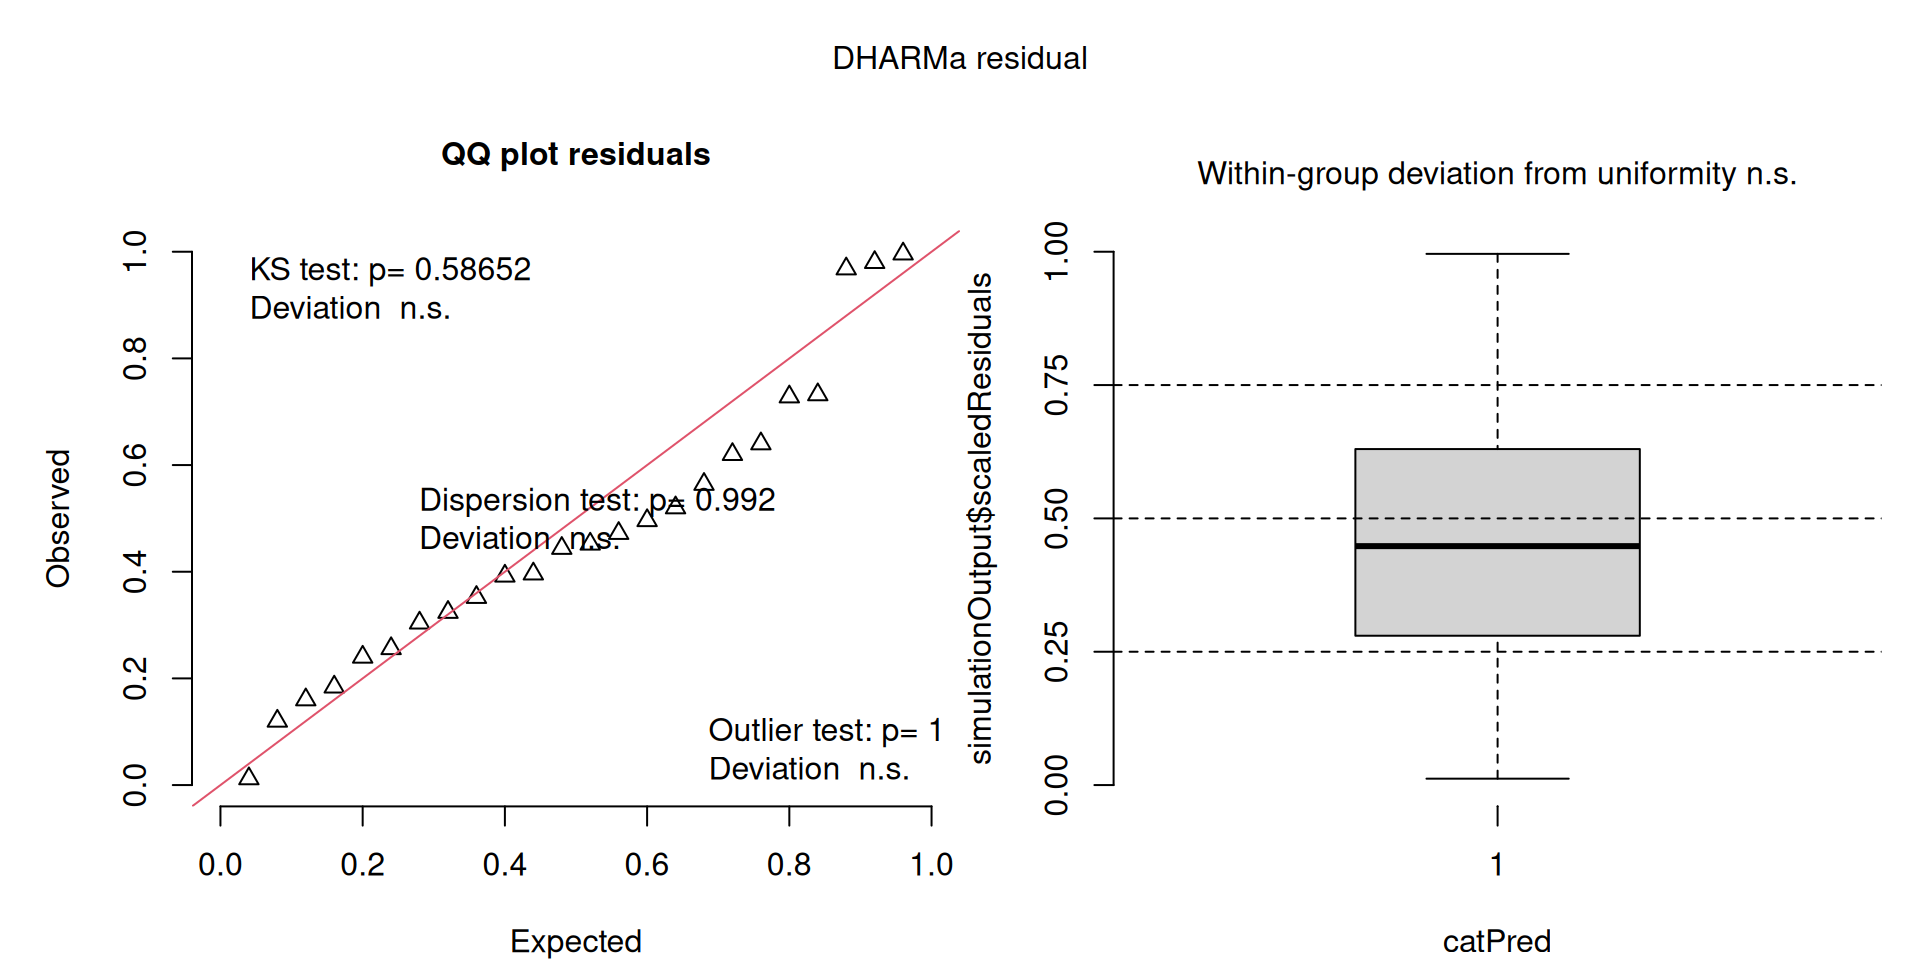 DHARMa residual
QQ plot residuals
KS test: p= 0.58652
Deviation  n.s.
Dispersion test: p= 0.992
Deviation  n.s.
Outlier test: p= 1
Deviation  n.s.
Observed
0.0 0.2 0.4 0.6 0.8 1.0
0.0 0.2 0.4 0.6 0.8 1.0
Expected
Within-group deviation from uniformity n.s.
simulationOutput$scaledResiduals
0.00 0.25 0.50 0.75 1.00
1
catPred